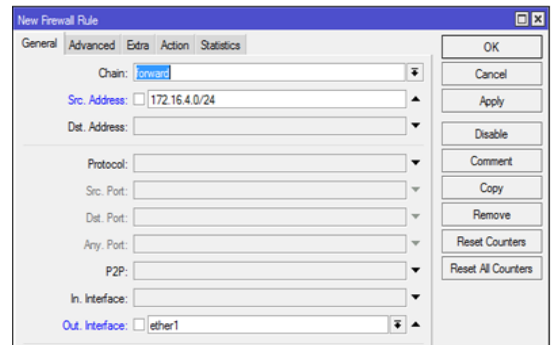 New Firewall Rule
General Advanced Extra Action Statistics
OK
Chain: forward
Cancel
Src. Address: 172.16.4.0/24
Apply
Dst. Address:
Disable
Protocol:
Comment
Src. Port:
Copy
Dst. Port:
Remove
Any. Port:
Reset Counters
P2P:
Reset All Counters
In. Interface:
Out. Interface: ether1